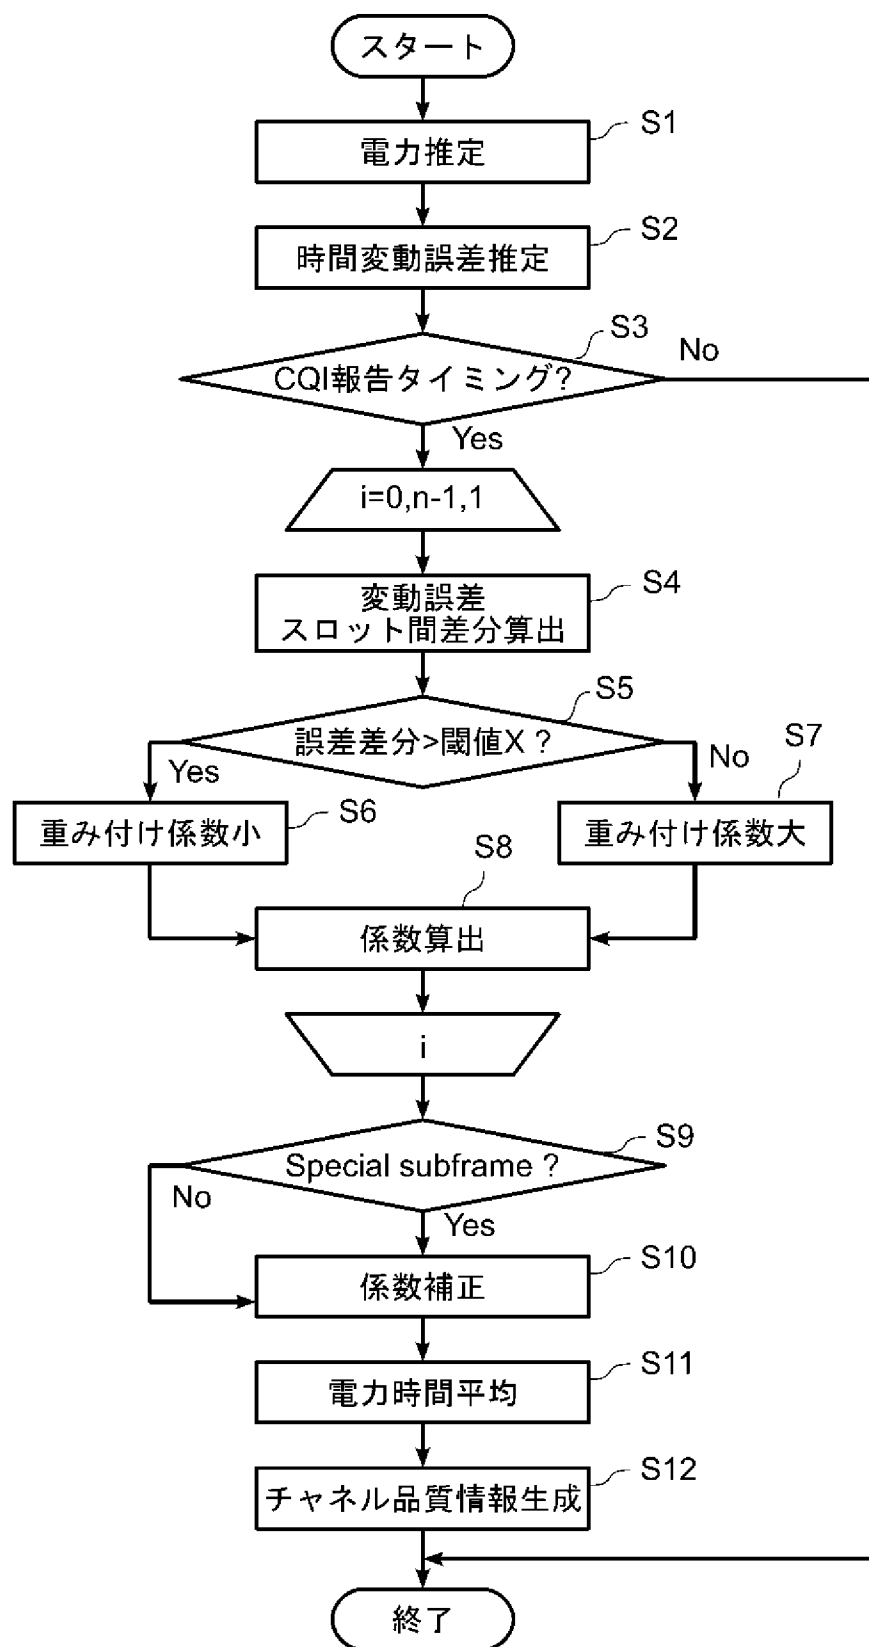 スタート
S1
電力推定
S2
時間変動誤差推定
S3
No
CQI報告タイミング?
Yes
i=0,n-1,1
S4
変動誤差
スロット間差分算出
S5
誤差差分>閾値X ?
Yes
No
S7
重み付け係数小
S6
重み付け係数大
S8
係数算出
i
S9
Special subframe ?
No
Yes
S10
係数補正
S11
電力時間平均
S12
チャネル品質情報生成
終了